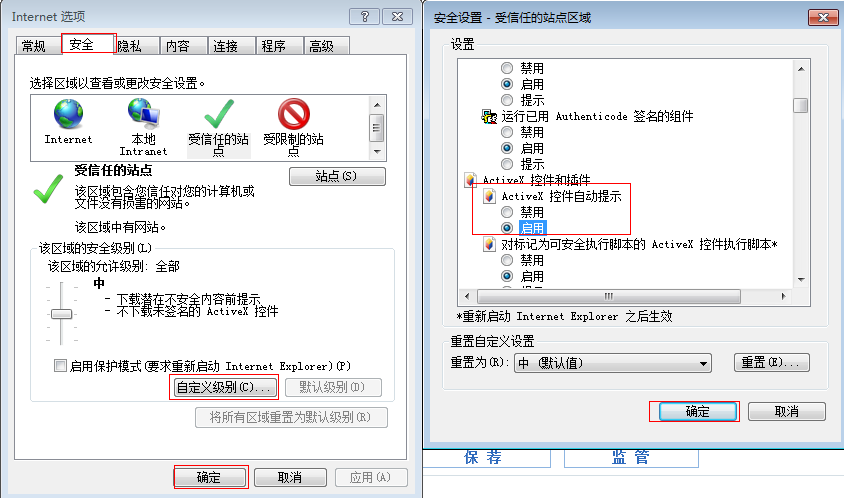 Internet 选项
常规
安全
隐私
内容
连接
程序
高级
选择区域以查看或更改安全设置。
Internet
本地
Intranet
受信任的站
点
受限制的站
点
受信任的站点
站点(S)
该区域包含您信任对您的计算机或
文件没有损害的网站。
该区域中有网站。
该区域的安全级别(L)
该区域的允许级别: 全部
中
- 下载潜在不安全内容前提示
- 不下载未签名的 ActiveX 控件
启用保护模式(要求重新启动 Internet Explorer)(P)
自定义级别(C)...
默认级别(D)
将所有区域重置为默认级别(R)
确定
取消
应用(A)
安全设置 - 受信任的站点区域
设置
禁用
启用
提示
运行已用 Authenticode 签名的组件
禁用
启用
提示
ActiveX 控件和插件
ActiveX 控件自动提示
禁用
启用
对标记为可安全执行脚本的 ActiveX 控件执行脚本*
禁用
启用
*重新启动 Internet Explorer 之后生效
重置自定义设置
重置为(R):
中 (默认值)
重置(E)...
确定
取消
保 荐
监 管